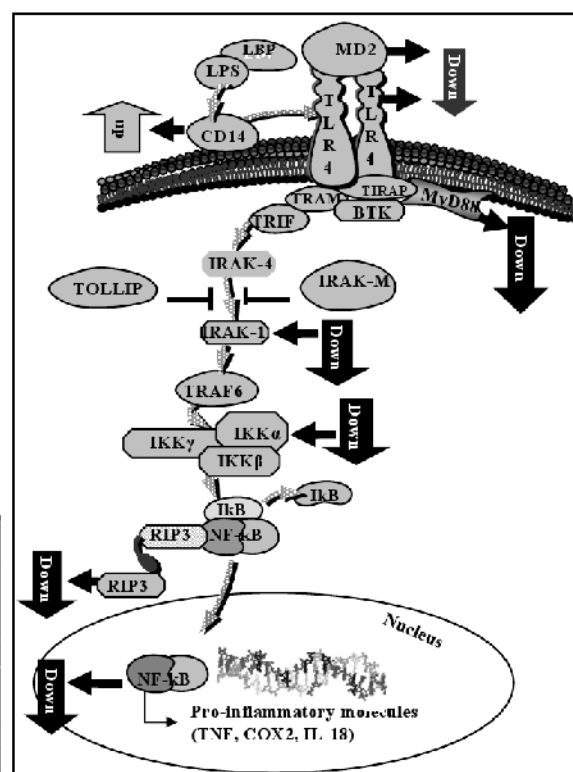 LBP
MD2
LPS
Down
T L R 4
T L R 4
up
CD14
TIRAP
TRAM
MyD88
BTK
TRIF
Down
IRAK-4
TOLLIP
IRAK-M
IRAK-1
Down
TRAF6
IKKα
IKKγ
Down
IKKβ
IkB
IkB
RIP3
NF-kB
Down
RIP3
Nucleus
Down
NF-kB
Pro-inflammatory molecules
(TNF, COX2, IL-18)